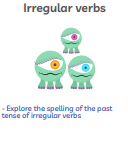 Irregular verbs
- Explore the spelling of the past
tense of irregular verbs